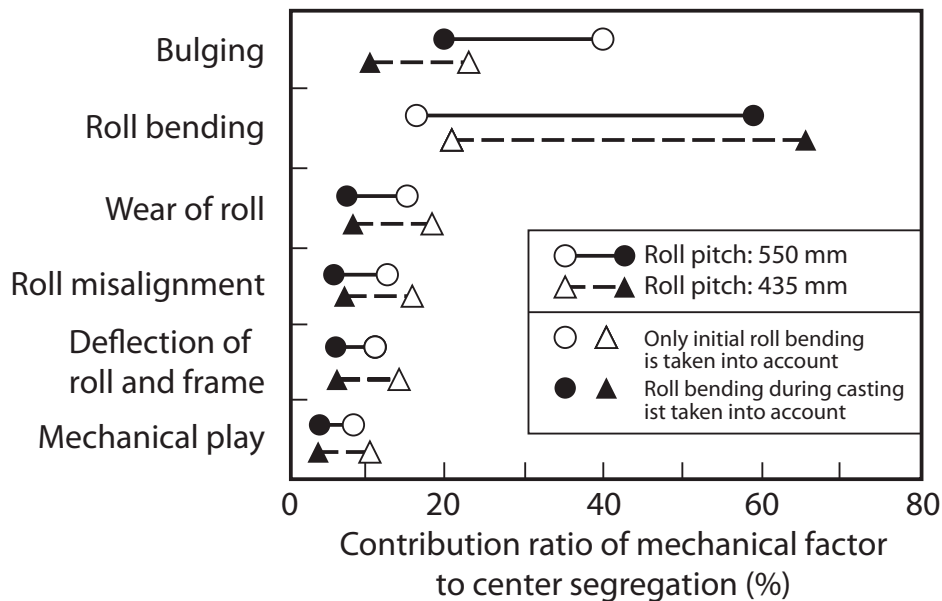 Bulging
Roll bending
Wear of roll
Roll misalignment
Deflection of
roll and frame
Mechanical play
Roll pitch: 550 mm
Roll pitch: 435 mm
Only initial roll bending
is taken into account
Roll bending during casting
ist taken into account
0 20 40 60 80
Contribution ratio of mechanical factor
to center segregation (%)